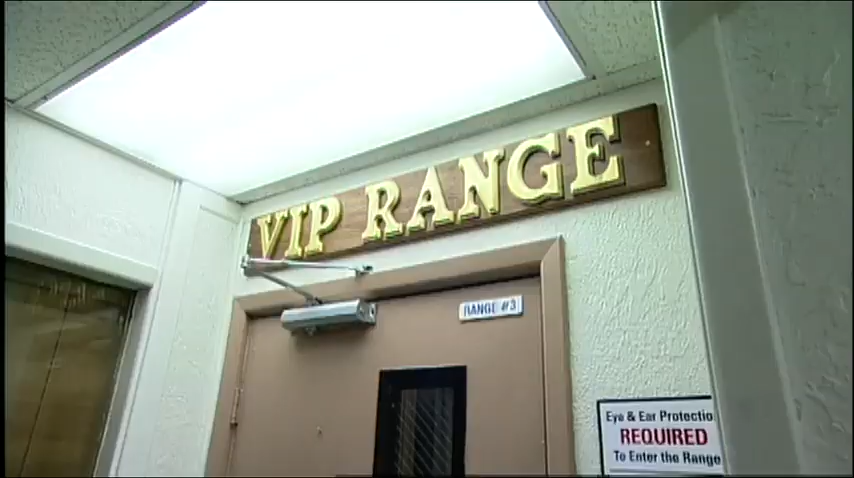 VIP RANGE
RANGE #3
Eye & Ear Protectio
REQUIRED
To Enter the Range